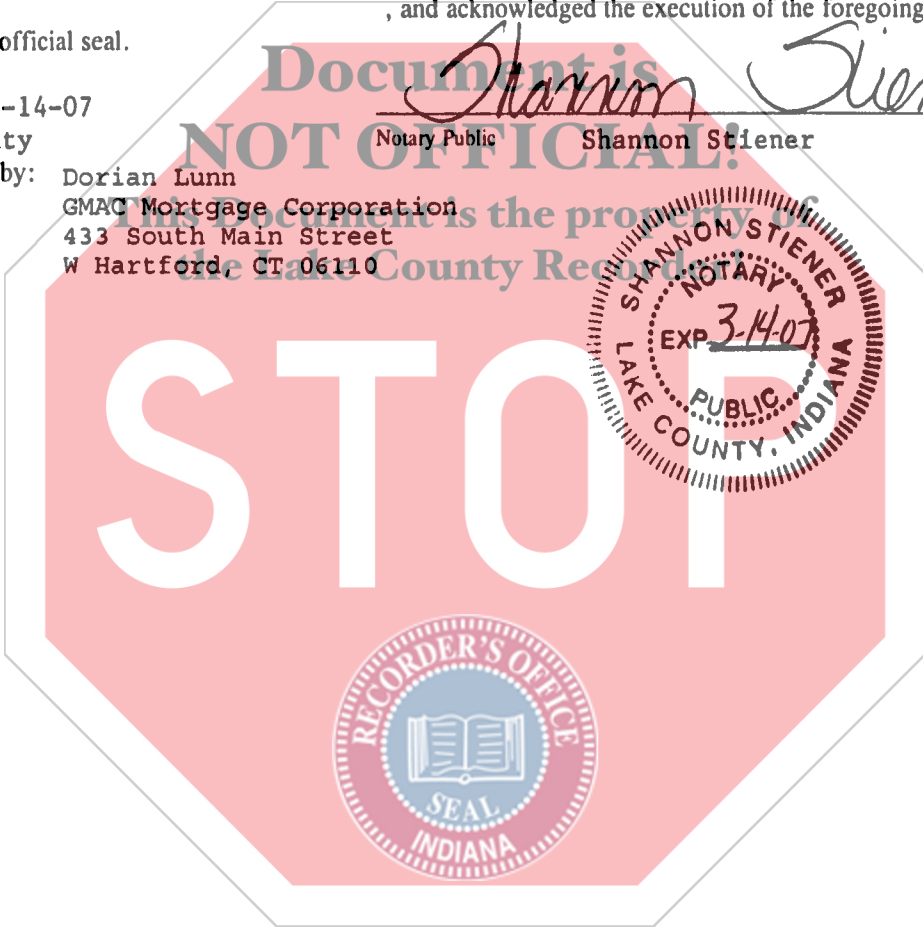 , and acknowledged the execution of the foregoing
official seal.
Document is
-14-07
Shannon Stiener
NOT OFFICIAL!
Notary Public Shannon Stiener
by: Dorian Lunn
GMAC Mortgage Corporation
This Document is the property of
433 South Main Street
W Hartford, CT 06110
the Lake County Recorder!
SHANNON STIENER
NOTARY
EXP 3-14-07
PUBLIC
LAKE COUNTY, INDIANA
STOP
RECORDER'S OFFICE
SEAL
INDIANA